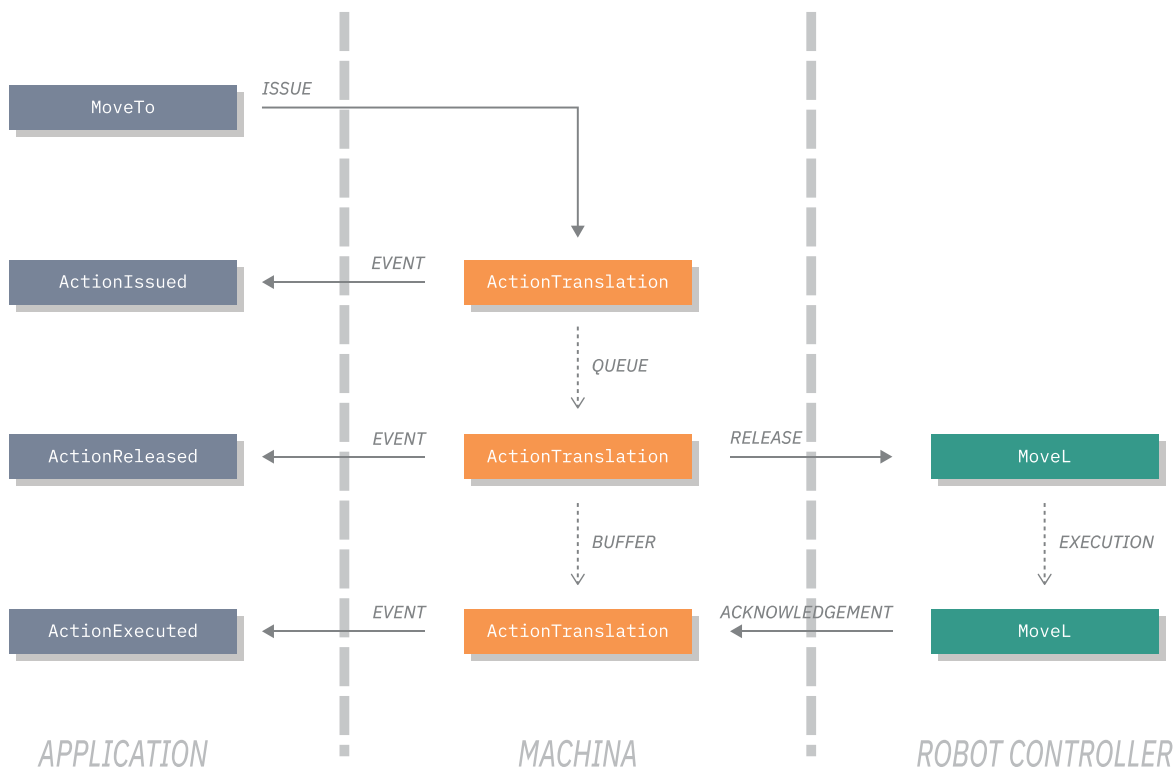 ISSUE
MoveTo
EVENT
ActionIssued
ActionTranslation
QUEUE
EVENT
RELEASE
ActionReleased
ActionTranslation
MoveL
BUFFER
EXECUTION
EVENT
ACKNOWLEDGEMENT
ActionExecuted
ActionTranslation
MoveL
APPLICATION
MACHINA
ROBOT CONTROLLER